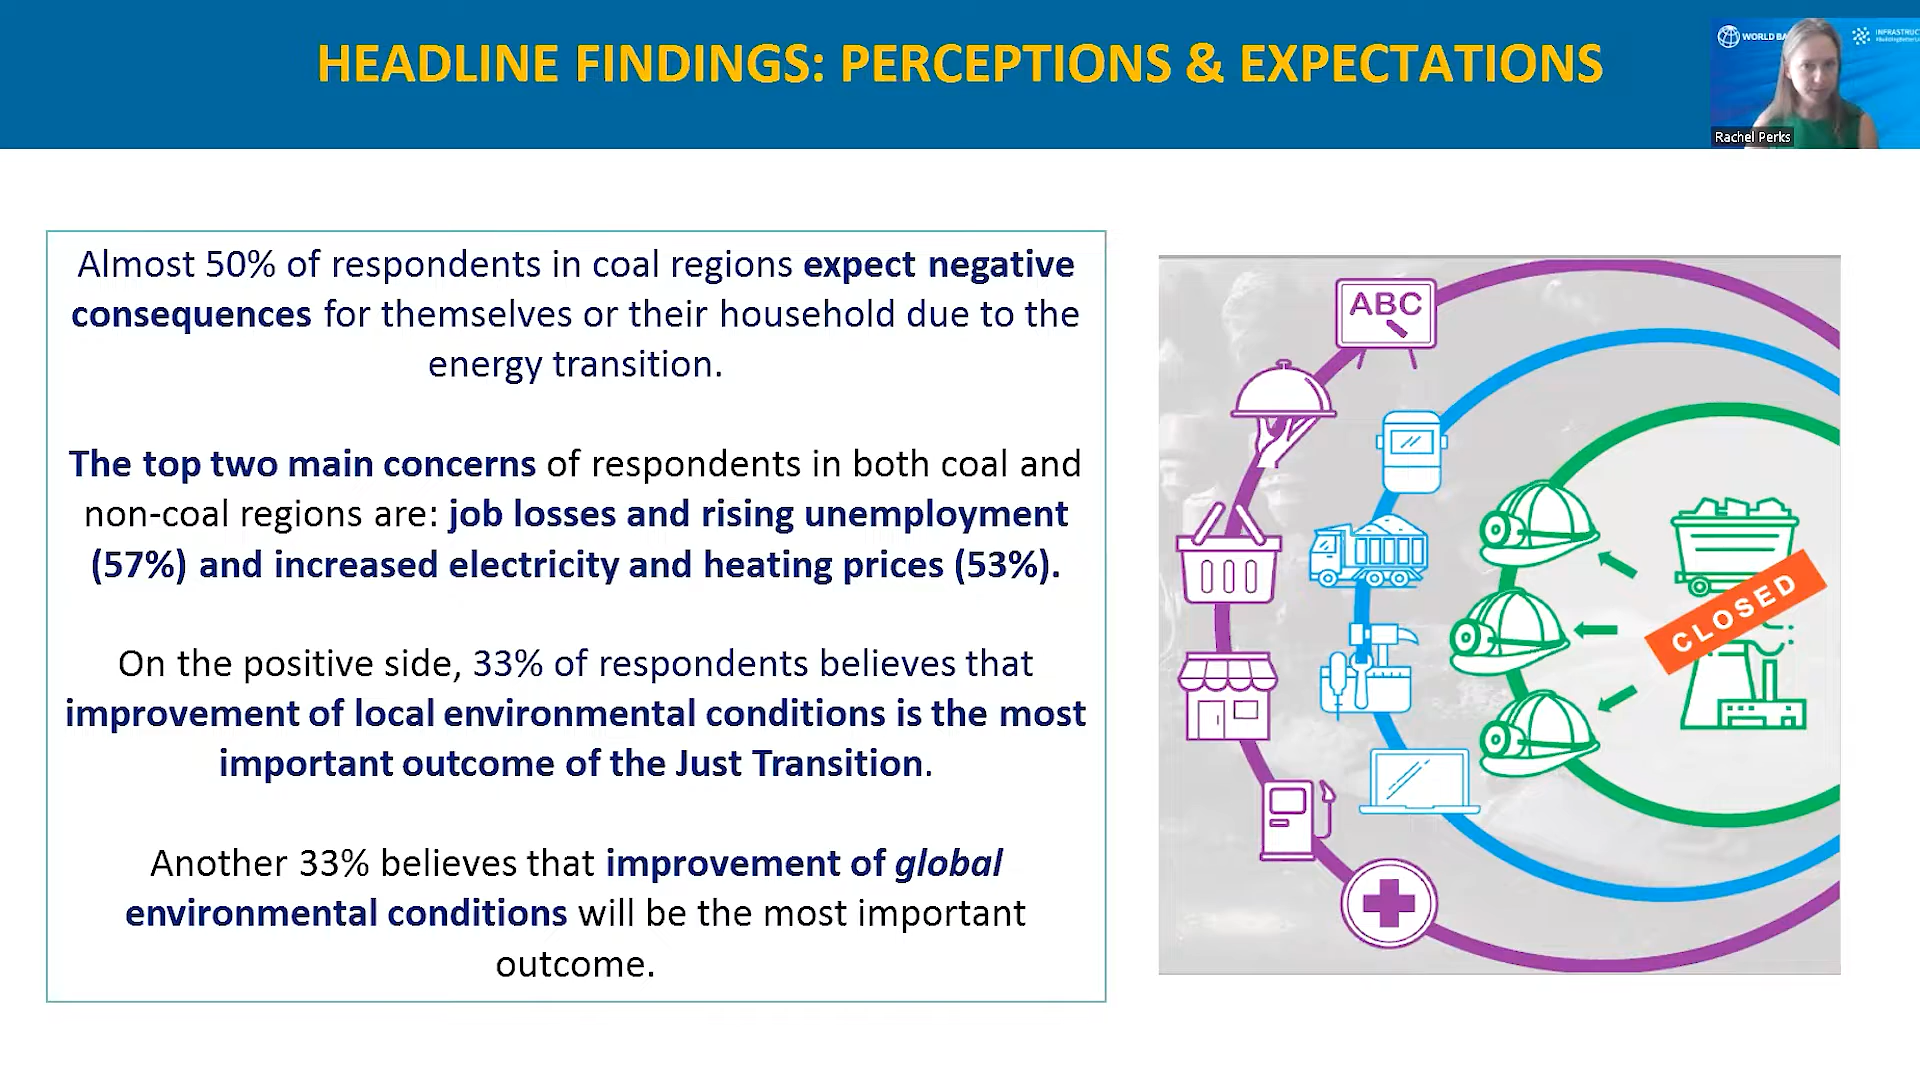 HEADLINE FINDINGS: PERCEPTIONS & EXPECTATIONS
WORLD BA
INFRASTRUC
Rachel Perks
Almost 50% of respondents in coal regions expect negative
consequences for themselves or their household due to the
energy transition.
The top two main concerns of respondents in both coal and
non-coal regions are: job losses and rising unemployment
(57%) and increased electricity and heating prices (53%).
On the positive side, 33% of respondents believes that
improvement of local environmental conditions is the most
important outcome of the Just Transition.
Another 33% believes that improvement of global
environmental conditions will be the most important
outcome.
ABC
CLOSED